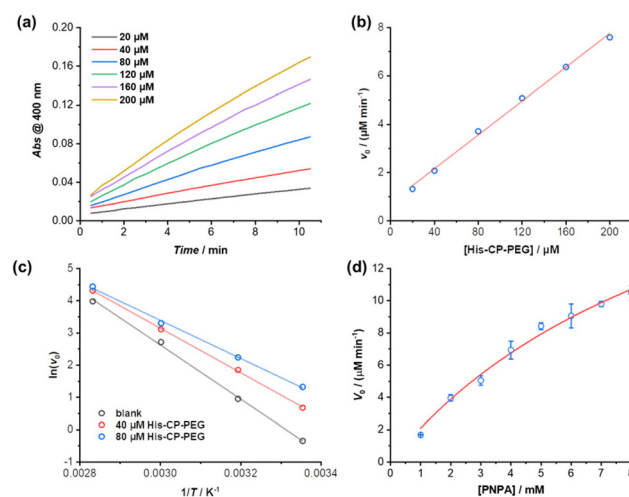 (a)
20 μM
40 μM
80 μM
120 μM
160 μM
200 μM
Abs @ 400 nm
0.16
0.12
0.08
0.04
0.00
0 2 4 6 8 10
Time / min
(b)
v₀ / (μM min⁻¹)
8
6
4
2
0
0 40 80 120 160 200
[His-CP-PEG] / μM
(c)
ln(v₀)
5
4
3
2
1
0
-1
blank
40 μM His-CP-PEG
80 μM His-CP-PEG
0.0028 0.0030 0.0032 0.0034
1/T / K⁻¹
(d)
V₀ / (μM min⁻¹)
12
10
8
6
4
2
0
0 1 2 3 4 5 6 7 8
[PNPA] / mM